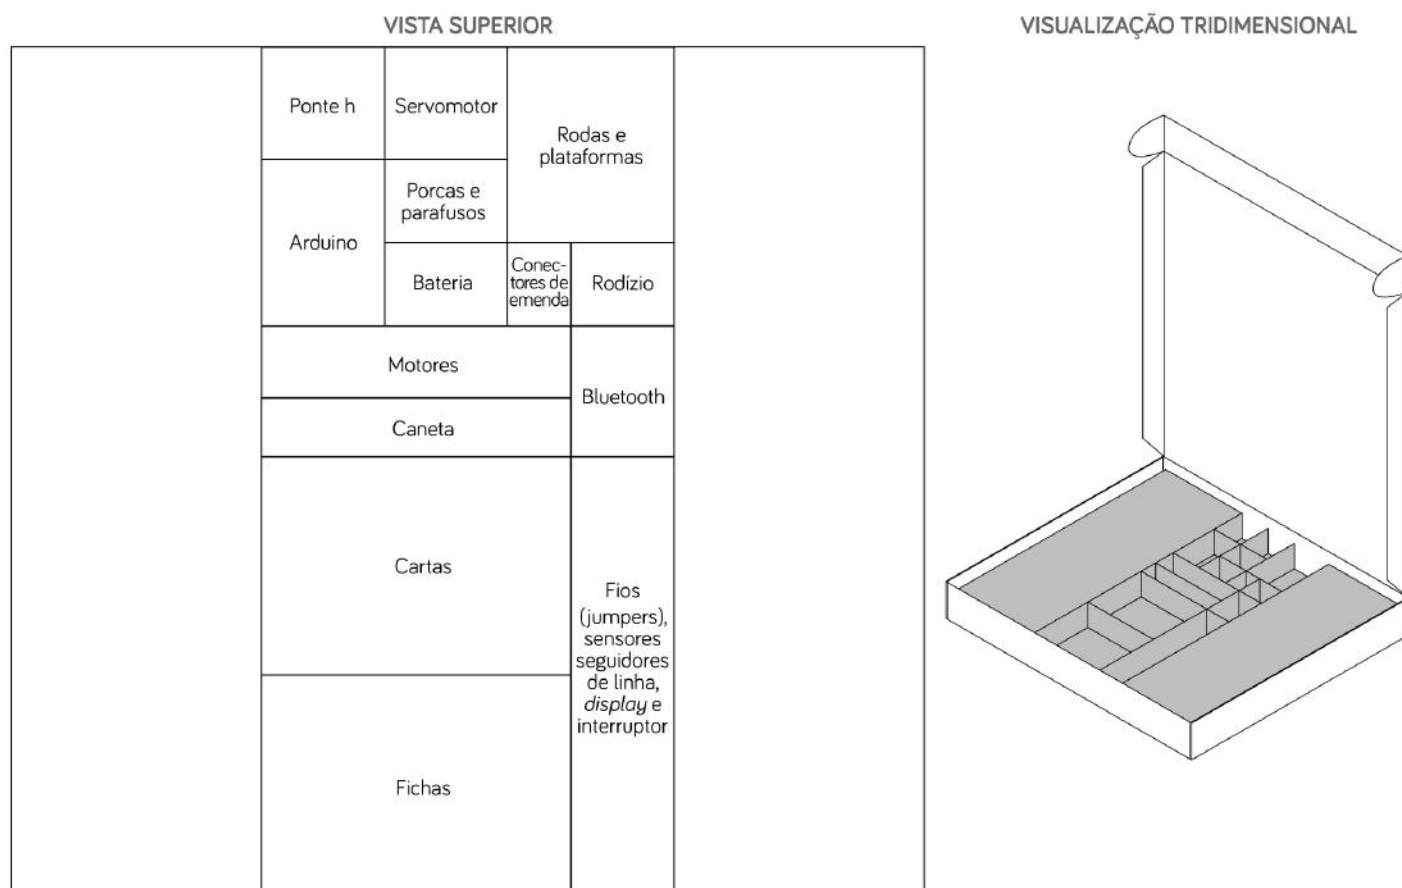 VISTA SUPERIOR
VISUALIZAÇÃO TRIDIMENSIONAL
Ponte h
Servomotor
Rodas e
plataformas
Arduino
Porcas e
parafusos
Bateria
Conec-
tores de
emenda
Rodízio
Motores
Bluetooth
Caneta
Cartas
Fios
(jumpers),
sensores
seguidores
de linha,
display e
interruptor
Fichas